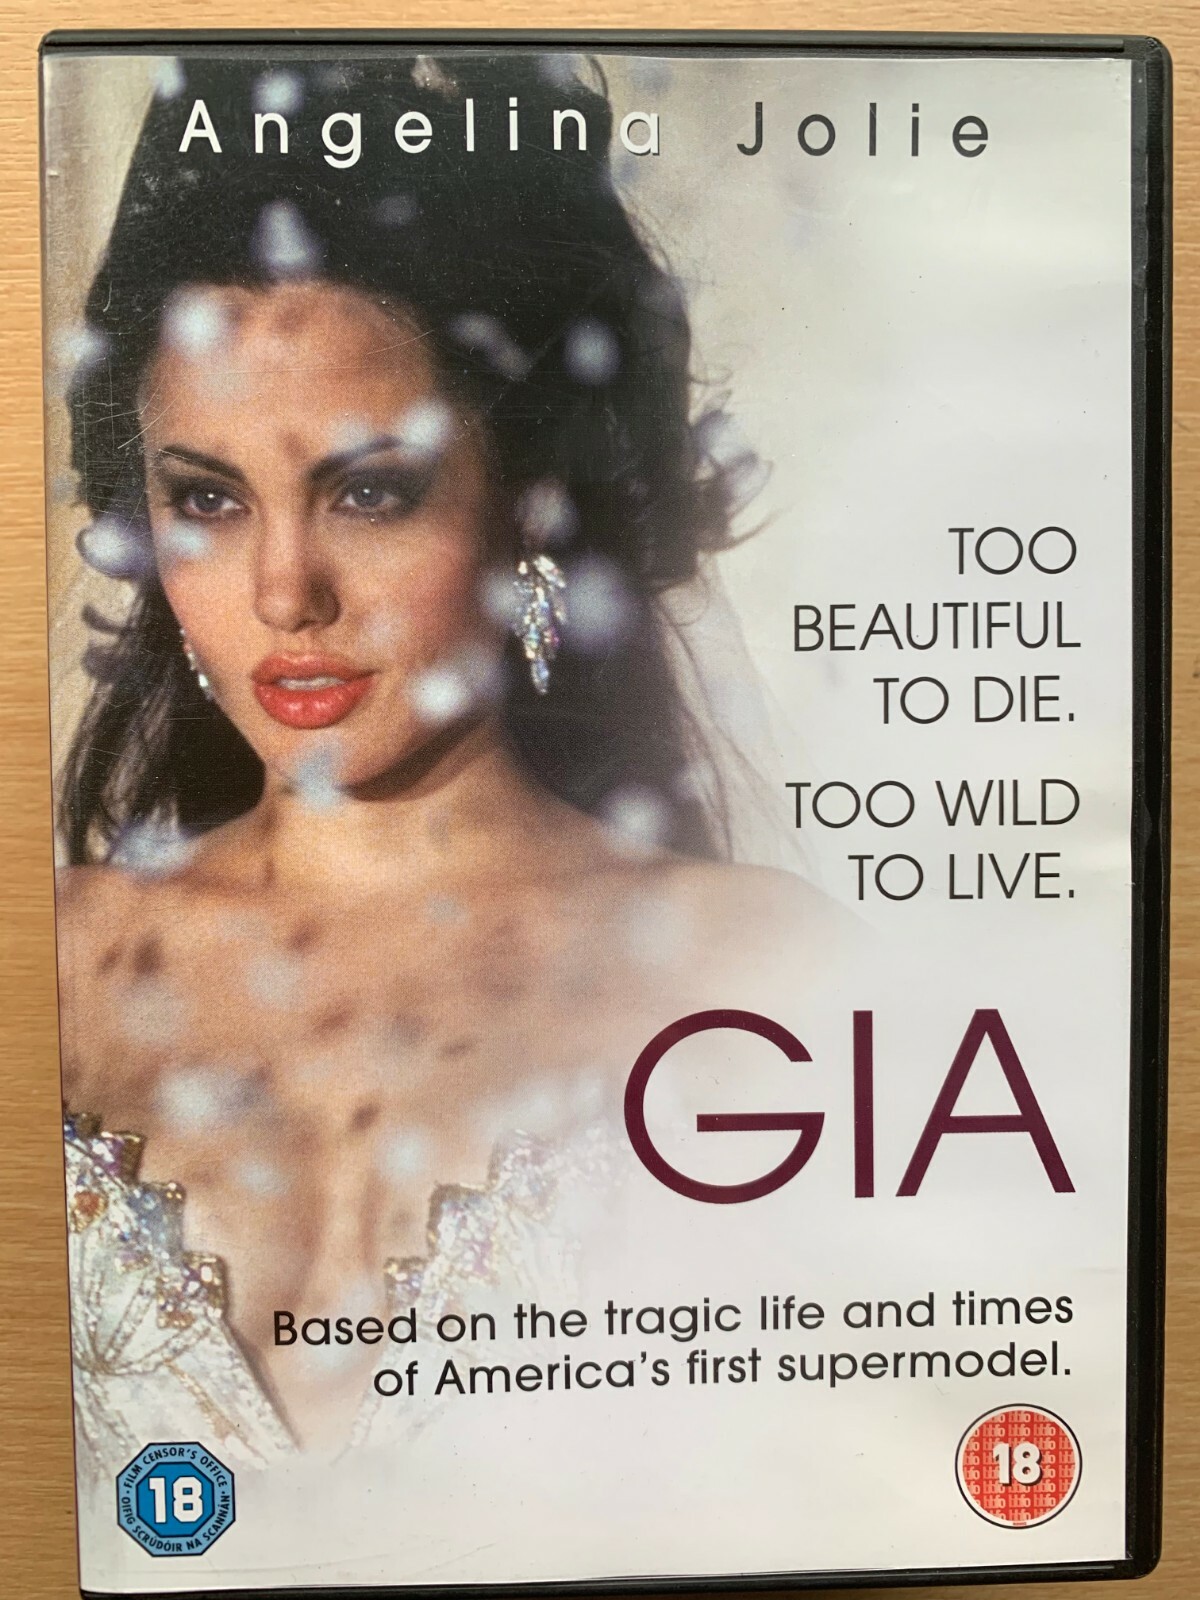 Angelina Jolie
TOO
BEAUTIFUL
TO DIE.
TOO WILD
TO LIVE.
GIA
Based on the tragic life and times
of America's first supermodel.
FILM CENSOR'S OFFICE
18
OIFIG SCRÚDÓIR NA SCANNÁN
18